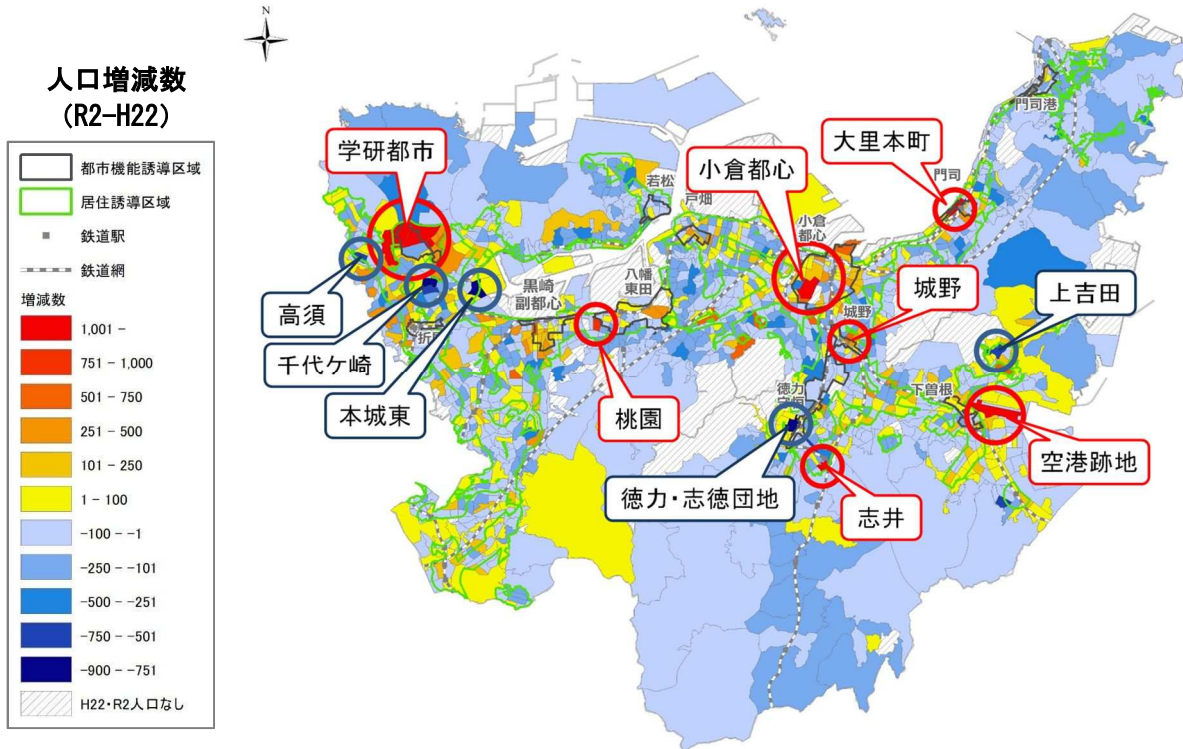 N
人口増減数
(R2-H22)
都市機能誘導区域
居住誘導区域
鉄道駅
鉄道網
増減数
1,001 -
751 - 1,000
501 - 750
251 - 500
101 - 250
1 - 100
-100 - -1
-250 - -101
-500 - -251
-750 - -501
-900 - -751
H22・R2人口なし
学研都市
小倉都心
大里本町
門司港
門司
若松
戸畑
小倉
都心
城野
上吉田
高須
千代ケ崎
本城東
黒崎
副都心
八幡
東田
桃園
城野
徳力
下曽根
徳力・志徳団地
志井
空港跡地